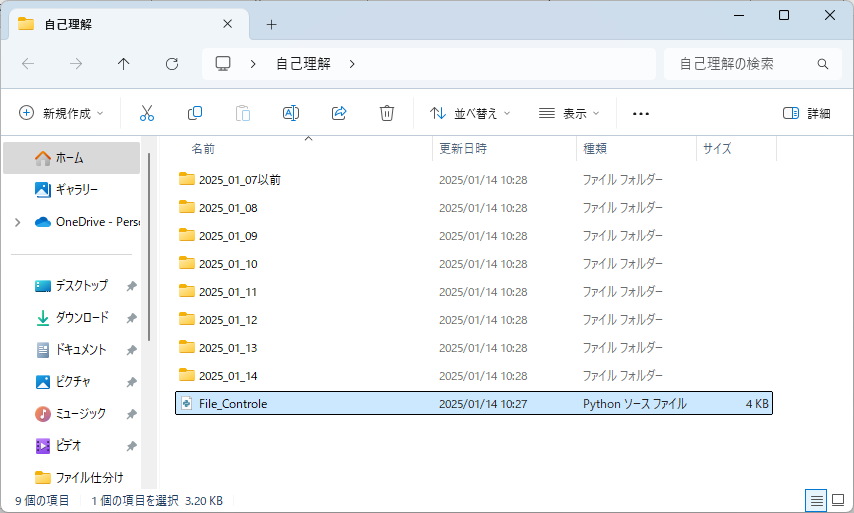 自己理解
自己理解
自己理解の検索
新規作成
並べ替え
表示
詳細
名前 更新日時 種類 サイズ
ホーム
ギャラリー
OneDrive - Perso
デスクトップ
ダウンロード
ドキュメント
ピクチャ
ミュージック
ビデオ
ファイル仕分け
2025_01_07以前 2025/01/14 10:28 ファイル フォルダー
2025_01_08 2025/01/14 10:28 ファイル フォルダー
2025_01_09 2025/01/14 10:28 ファイル フォルダー
2025_01_10 2025/01/14 10:28 ファイル フォルダー
2025_01_11 2025/01/14 10:28 ファイル フォルダー
2025_01_12 2025/01/14 10:28 ファイル フォルダー
2025_01_13 2025/01/14 10:28 ファイル フォルダー
2025_01_14 2025/01/14 10:28 ファイル フォルダー
File_Controle 2025/01/14 10:27 Python ソース ファイル 4 KB
9 個の項目 1 個の項目を選択 3.20 KB